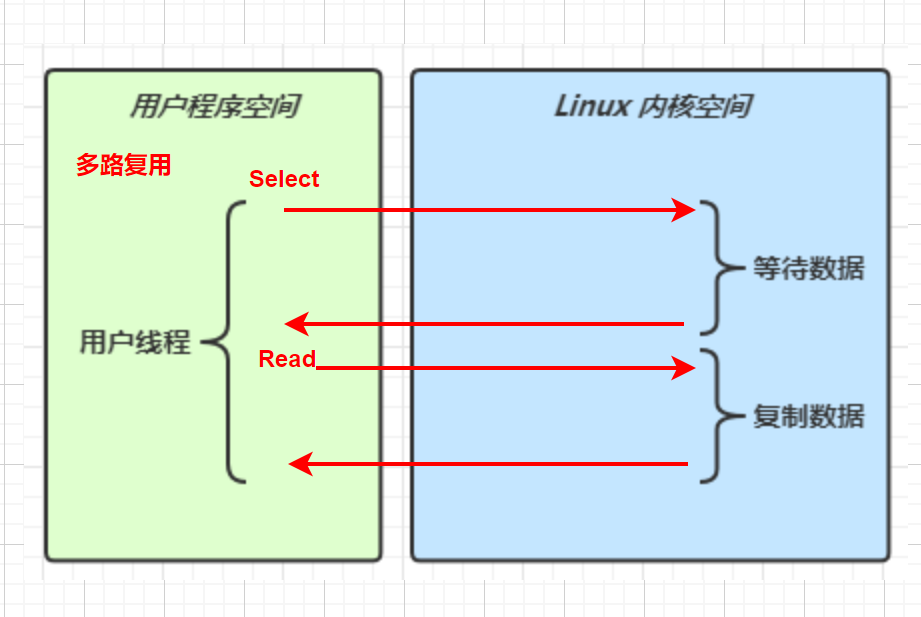 用户程序空间
Linux 内核空间
多路复用
Select
等待数据
用户线程
Read
复制数据